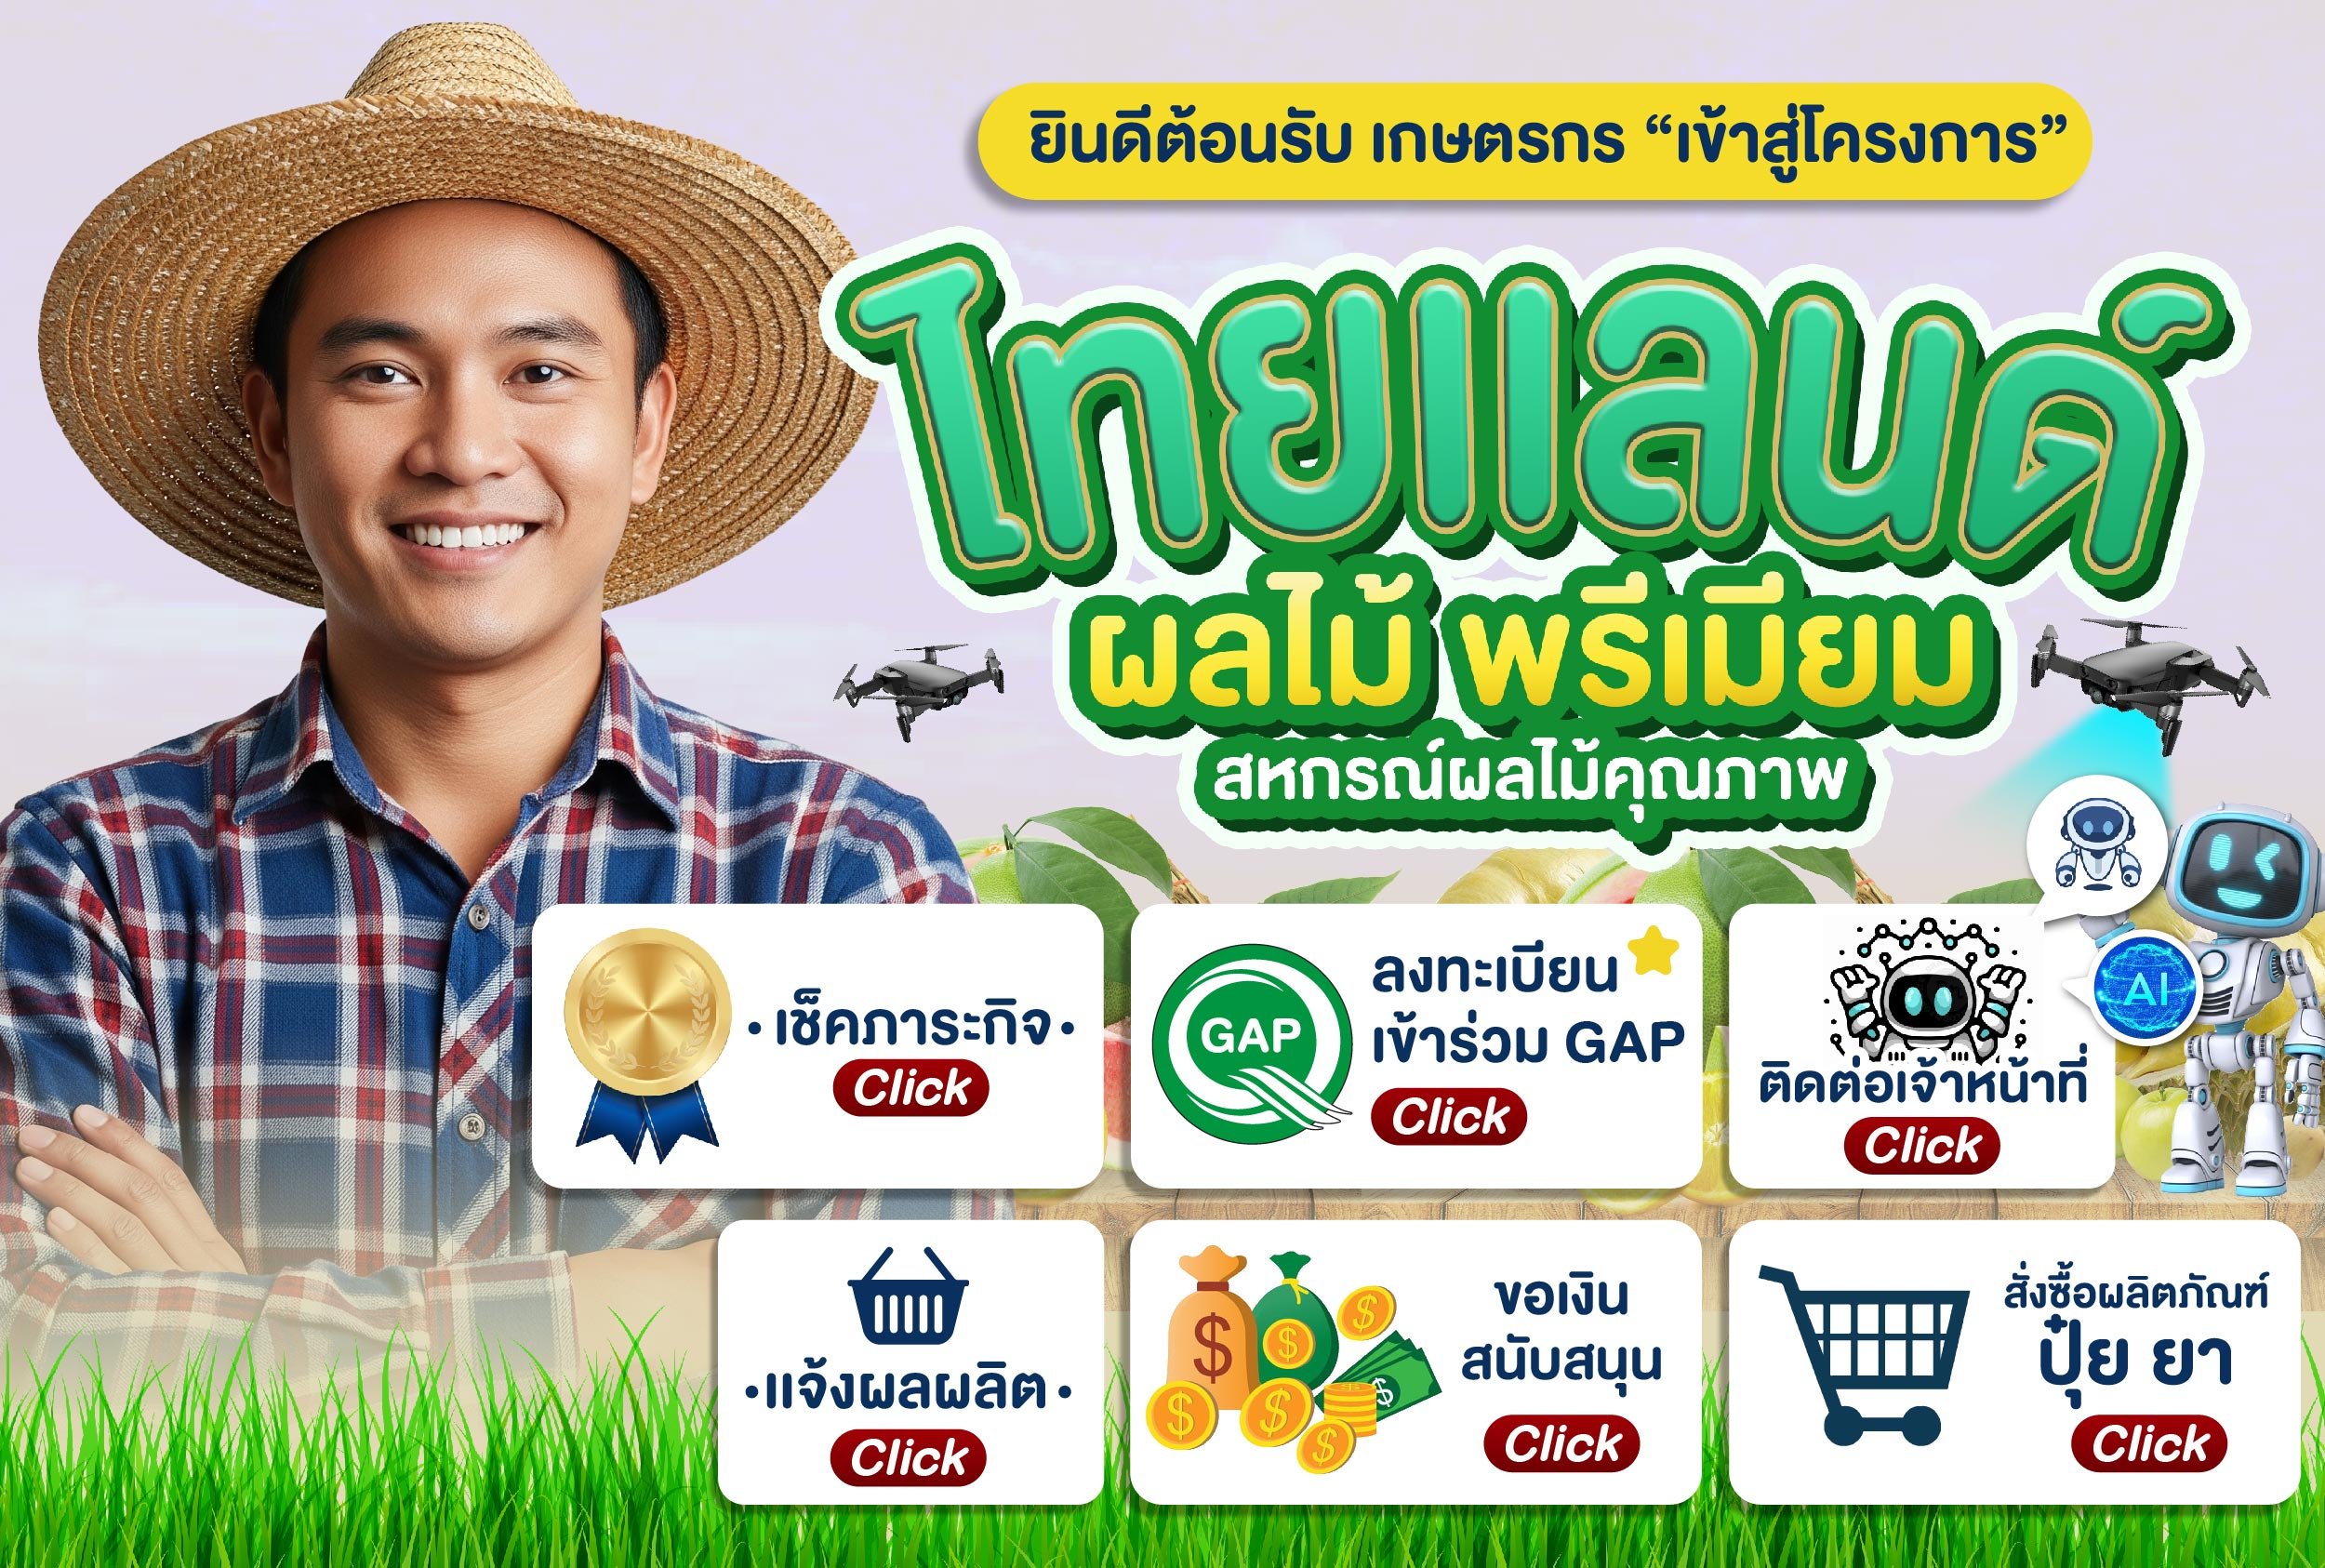 ยินดีต้อนรับ เกษตรกร “เข้าสู่โครงการ”
ไทยแลนด์
ผลไม้ พรีเมียม
สหกรณ์ผลไม้คุณภาพ
• เช็คภาระกิจ •
Click
GAP
ลงทะเบียน
เข้าร่วม GAP
Click
AI
ติดต่อเจ้าหน้าที่
Click
• แจ้งผลผลิต •
Click
ขอเงิน
สนับสนุน
Click
สั่งซื้อผลิตภัณฑ์
ปุ๋ย ยา
Click